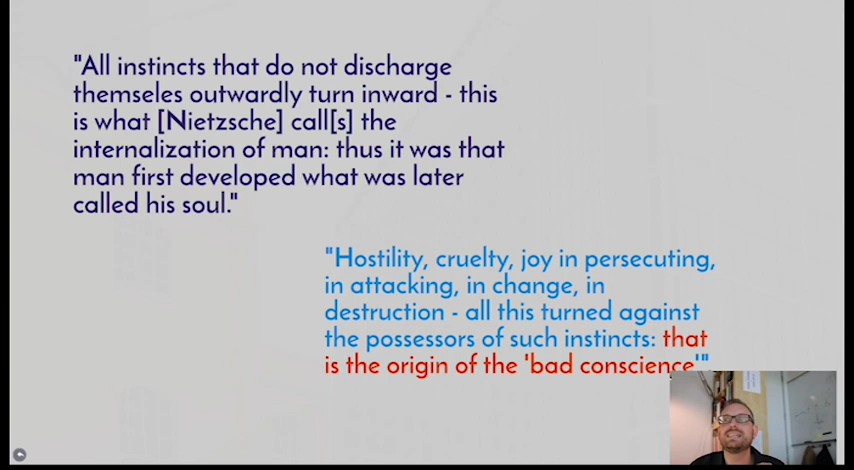 "All instincts that do not discharge
themseles outwardly turn inward - this
is what [Nietzsche] call[s] the
internalization of man: thus it was that
man first developed what was later
called his soul."
"Hostility, cruelty, joy in persecuting,
in attacking, in change, in
destruction - all this turned against
the possessors of such instincts: that
is the origin of the 'bad conscience'"